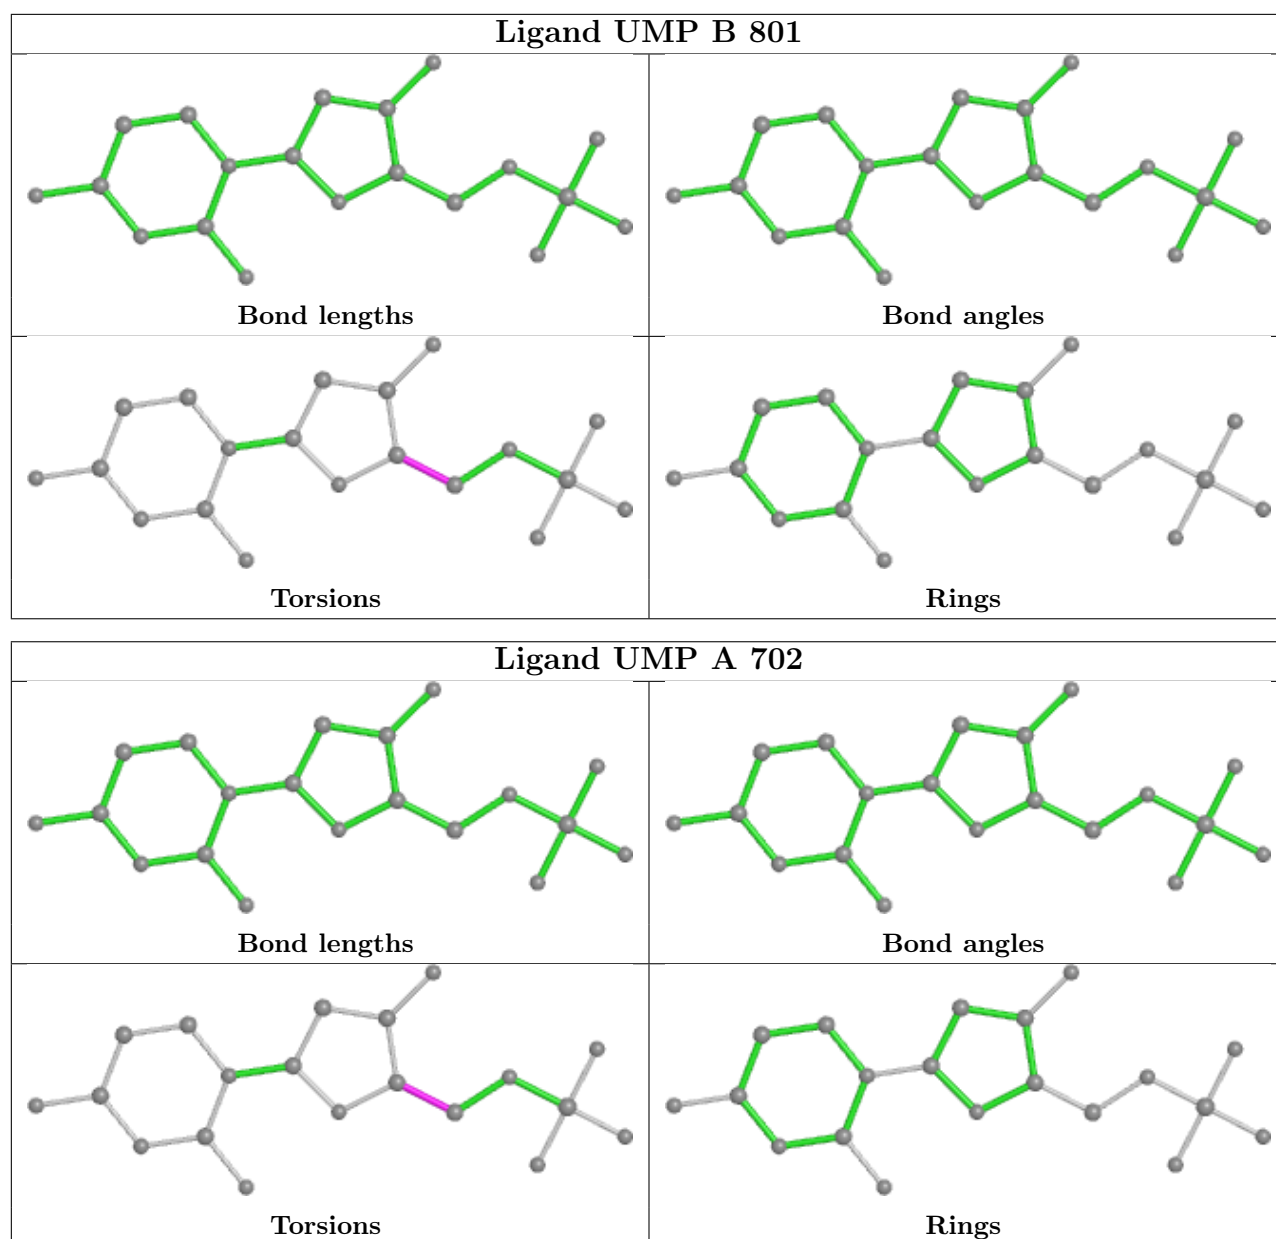 Ligand UMP B 801
Bond lengths
Bond angles
Torsions
Rings
Ligand UMP A 702
Bond lengths
Bond angles
Torsions
Rings